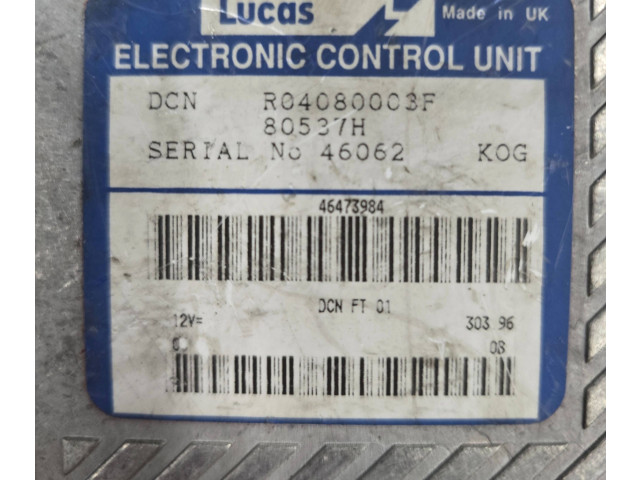 Lucas Made in UK
ELECTRONIC CONTROL UNIT
DCN R04080003F
80537H
SERIAL No 46062 KOG
46473984
DCN FT 01
12V= 303 96
03